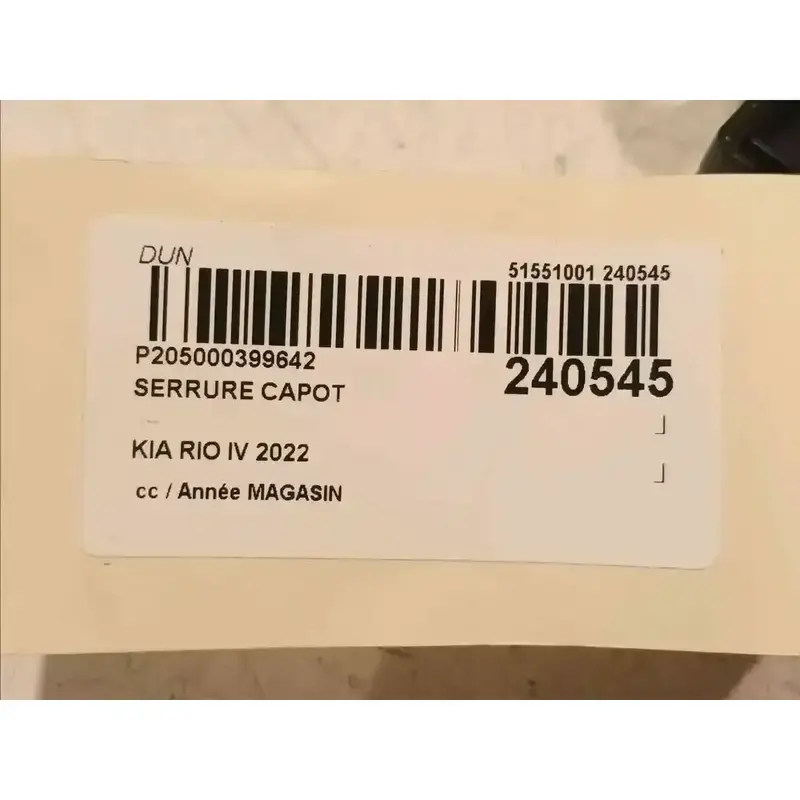 DUN
51551001 240545
P205000399642
240545
SERRURE CAPOT
KIA RIO IV 2022
cc / Année MAGASIN